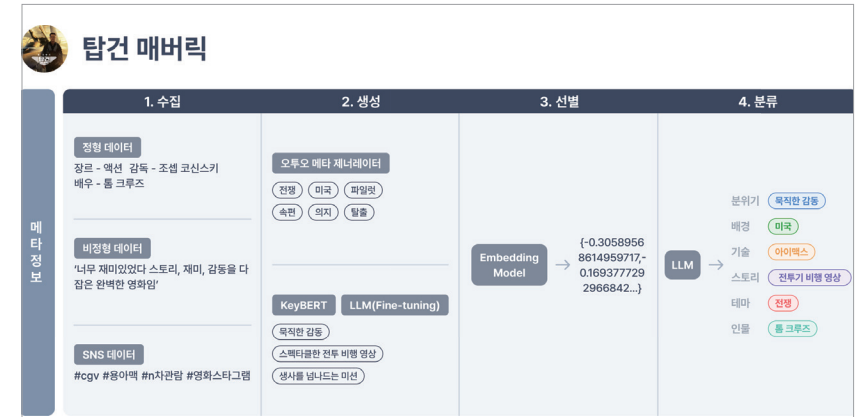 탑건 매버릭
1. 수집
2. 생성
3. 선별
4. 분류
메
타
정
보
정형 데이터
장르 - 액션 감독 - 조셉 코신스키
배우 - 톰 크루즈
비정형 데이터
'너무 재미있었다 스토리, 재미, 감동을 다
잡은 완벽한 영화임'
SNS 데이터
#cgv #용아맥 #n차관람 #영화스타그램
오투오 메타 제너레이터
전쟁 미국 파일럿
속편 의지 탈출
KeyBERT LLM(Fine-tuning)
묵직한 감동
스펙타클한 전투 비행 영상
생사를 넘나드는 미션
Embedding
Model
{-0.3058956
8614959717,-
0.169377729
2966842...}
LLM
분위기 묵직한 감동
배경 미국
기술 아이맥스
스토리 전투기 비행 영상
테마 전쟁
인물 톰 크루즈